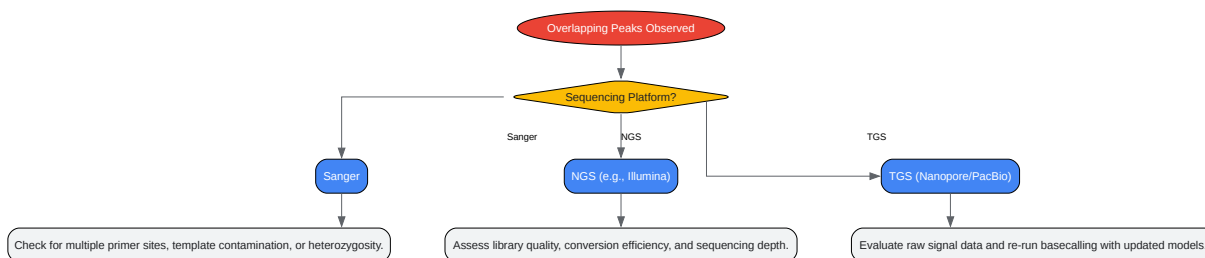 Overlapping Peaks Observed
Sequencing Platform?
Sanger
NGS
TGS
Sanger
NGS (e.g., Illumina)
TGS (Nanopore/PacBio)
Check for multiple primer sites, template contamination, or heterozygosity.
Assess library quality, conversion efficiency, and sequencing depth.
Evaluate raw signal data and re-run basecalling with updated models.